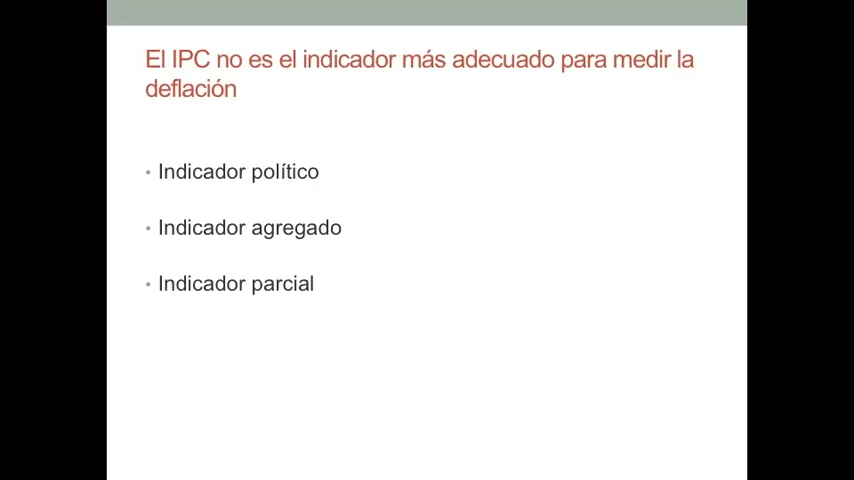 El IPC no es el indicador más adecuado para medir la
deflación
• Indicador político
• Indicador agregado
• Indicador parcial